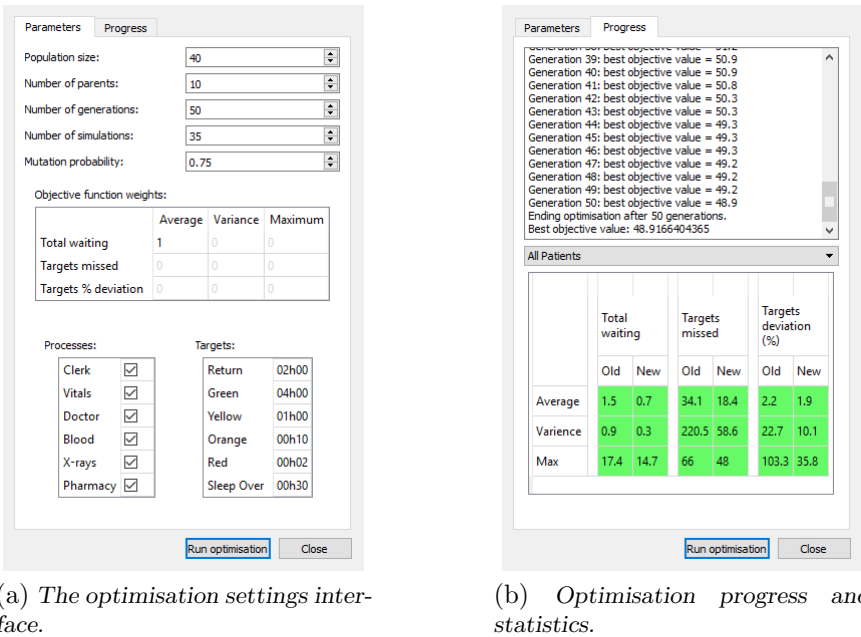 Parameters Progress
Population size: 40
Number of parents: 10
Number of generations: 50
Number of simulations: 35
Mutation probability: 0.75
Objective function weights:
Average Variance Maximum
Total waiting 1 0 0
Targets missed 0 0 0
Targets % deviation 0 0 0
Processes:
Clerk
Vitals
Doctor
Blood
X-rays
Pharmacy
Targets:
Return 02h00
Green 04h00
Yellow 01h00
Orange 00h10
Red 00h02
Sleep Over 00h30
Run optimisation Close
(a) The optimisation settings inter-
face.
Parameters Progress
Generation 39: best objective value = 50.9
Generation 40: best objective value = 50.9
Generation 41: best objective value = 50.8
Generation 42: best objective value = 50.3
Generation 43: best objective value = 50.3
Generation 44: best objective value = 49.3
Generation 45: best objective value = 49.3
Generation 46: best objective value = 49.3
Generation 47: best objective value = 49.2
Generation 48: best objective value = 49.2
Generation 49: best objective value = 49.2
Generation 50: best objective value = 48.9
Ending optimisation after 50 generations.
Best objective value: 48.9166404365
All Patients
Total waiting Targets missed Targets deviation (%)
Old New Old New Old New
Average 1.5 0.7 34.1 18.4 2.2 1.9
Varience 0.9 0.3 220.5 58.6 22.7 10.1
Max 17.4 14.7 66 48 103.3 35.8
Run optimisation Close
(b) Optimisation progress and
statistics.